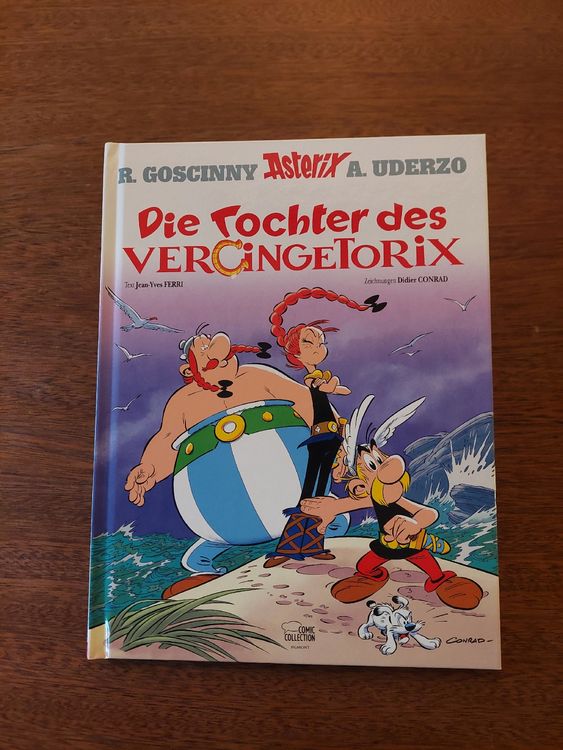 R. GOSCINNY Asterix A. UDERZO
Die Tochter des
VERCiNGETORiX
Text Jean-Yves FERRI Zeichnungen Didier CONRAD
COMIC
COLLECTION
EGMONT
CONRAD-